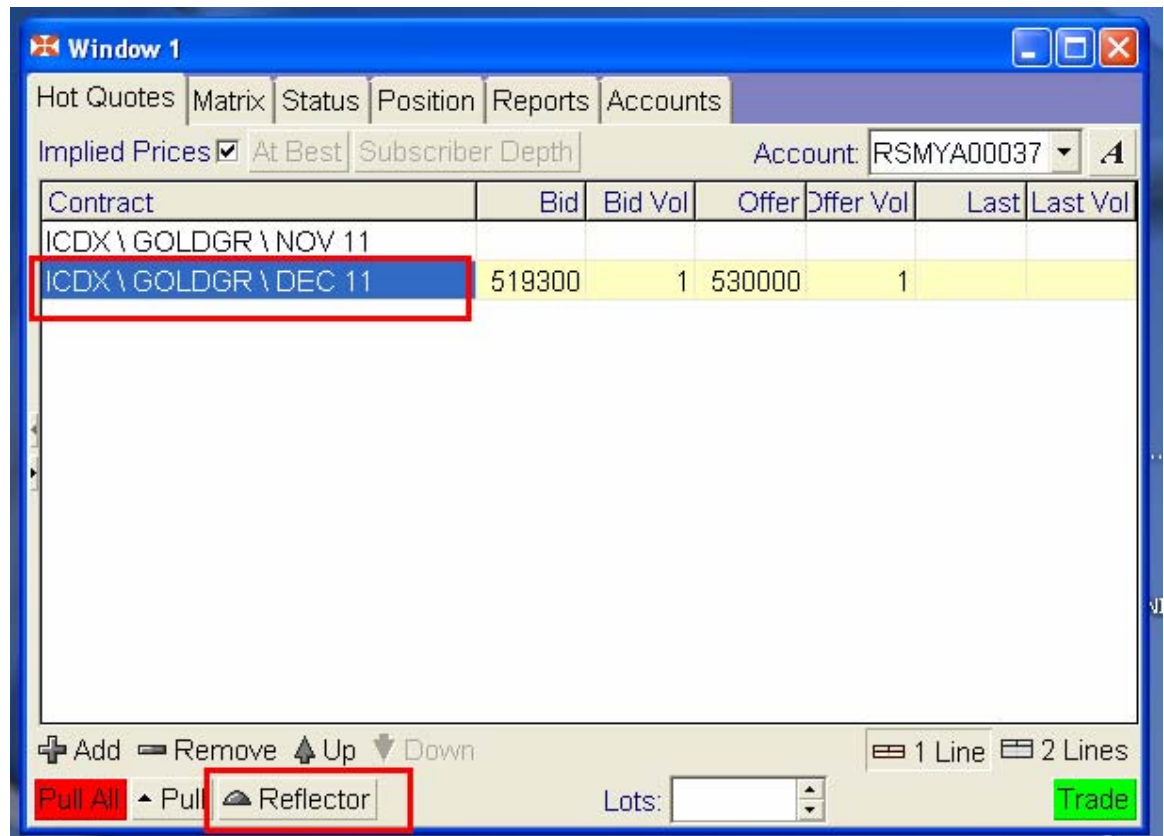 Window 1
Hot Quotes Matrix Status Position Reports Accounts
Implied Prices At Best Subscriber Depth Account: RSMYA00037 A
Contract Bid Bid Vol Offer Offer Vol Last Last Vol
ICDX \ GOLDGR \ NOV 11
ICDX \ GOLDGR \ DEC 11 519300 1 530000 1
Add Remove Up Down 1 Line 2 Lines
Pull All Pull Reflector Lots: Trade